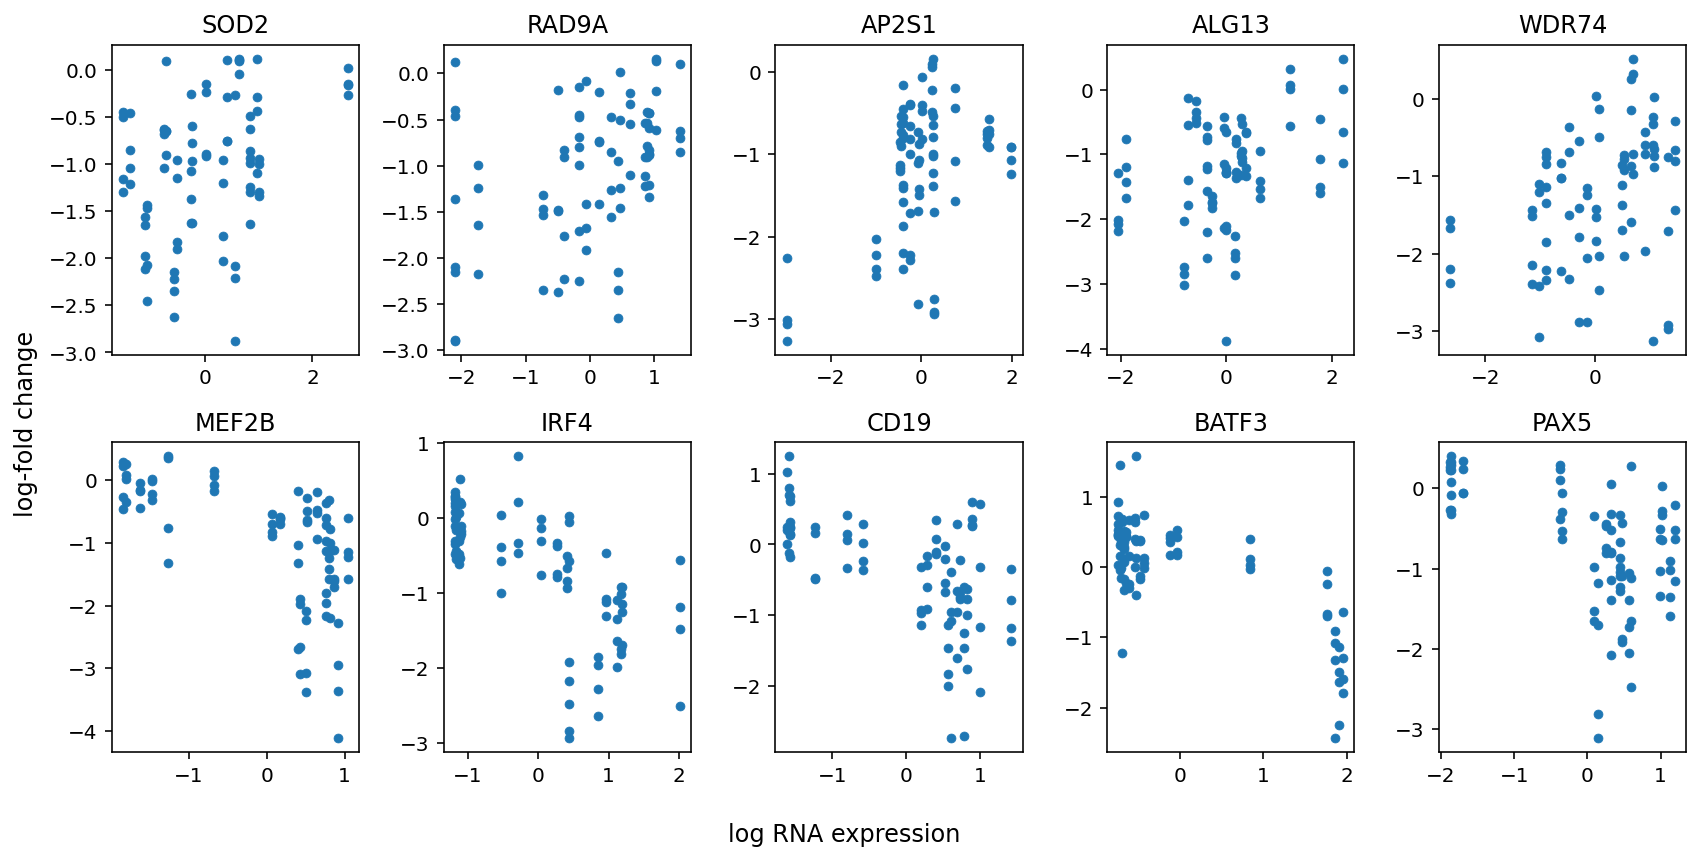 SOD2 RAD9A AP2S1 ALG13 WDR74
0.0 −0.5 −1.0 −1.5 −2.0 −2.5 −3.0
0 2
0.0 −0.5 −1.0 −1.5 −2.0 −2.5 −3.0
−2 −1 0 1
0 −1 −2 −3
−2 0 2
0 −1 −2 −3 −4
−2 0 2
0 −1 −2 −3
−2 0
log-fold change
MEF2B IRF4 CD19 BATF3 PAX5
0 −1 −2 −3 −4
−1 0 1
1 0 −1 −2 −3
−1 0 1 2
1 0 −1 −2
−1 0 1
1 0 −1 −2
0 1 2
0 −1 −2 −3
−2 −1 0 1
log RNA expression